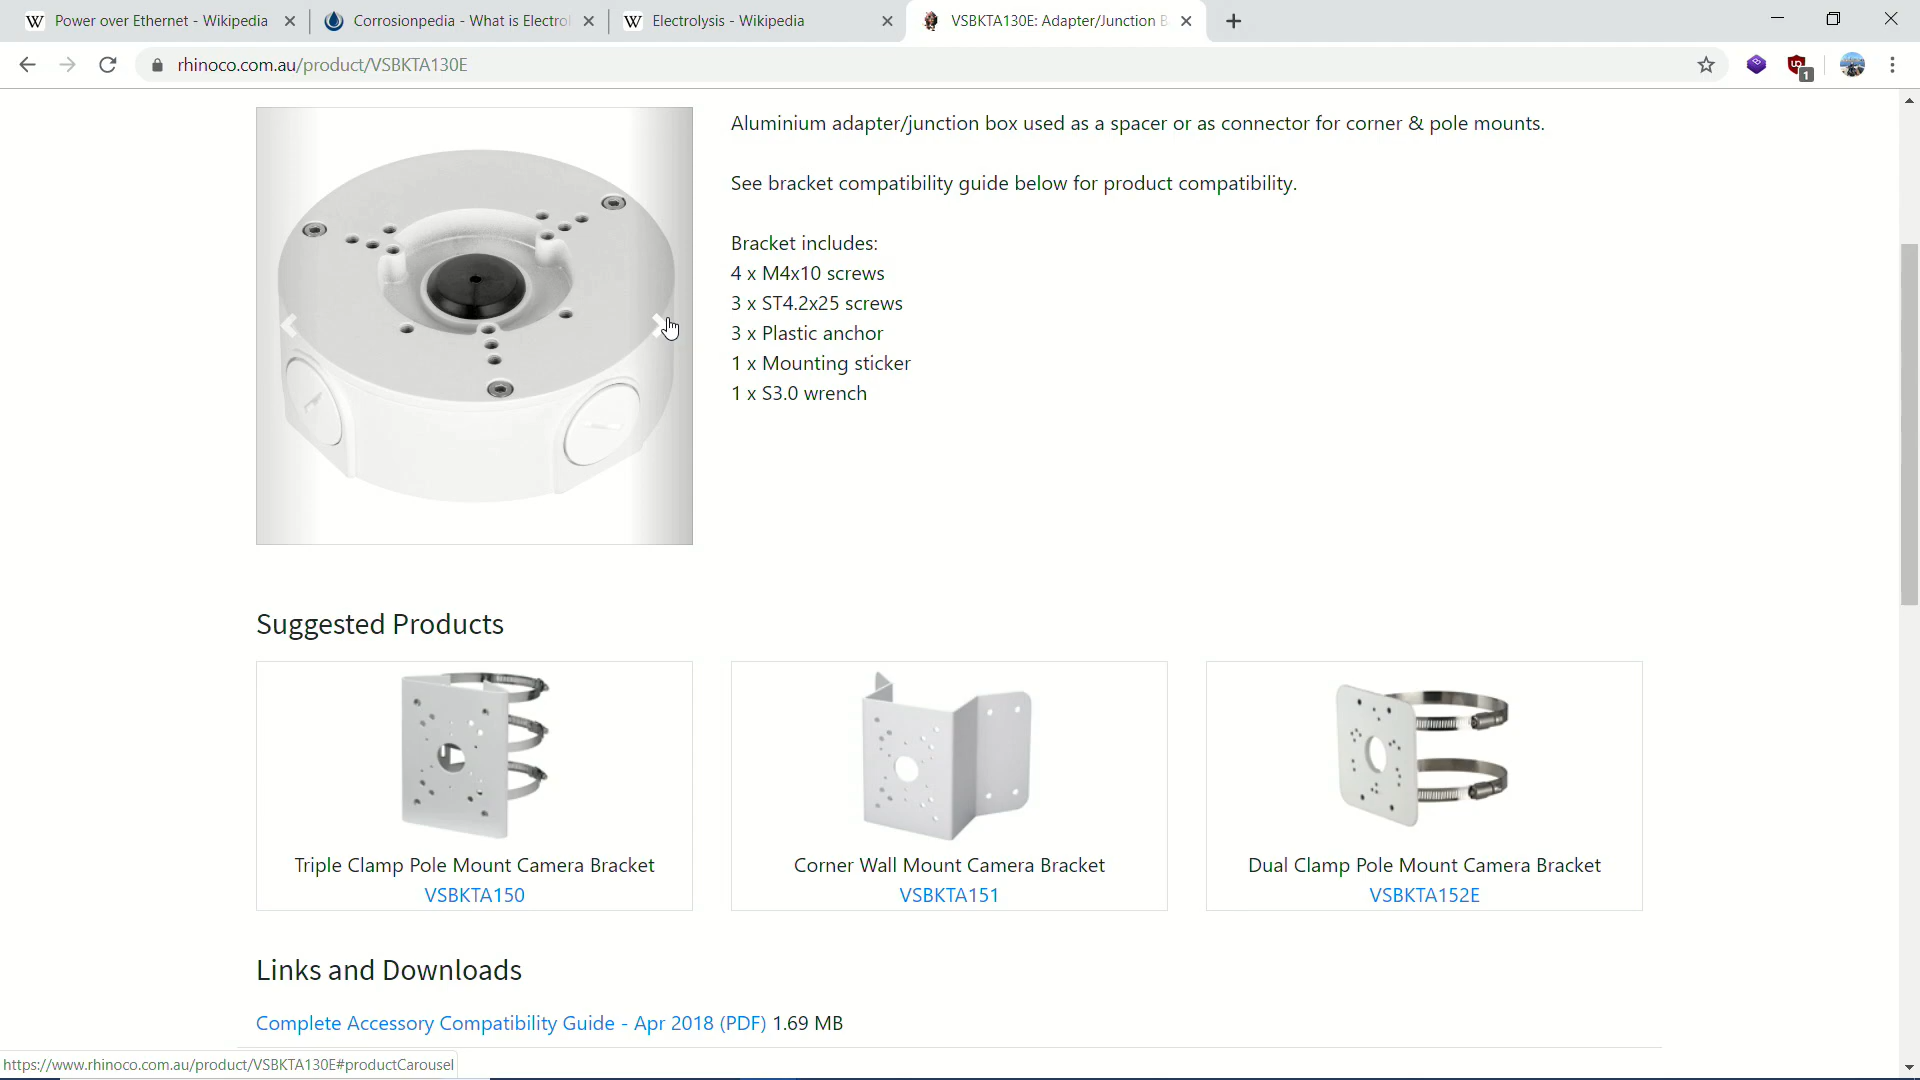 Power over Ethernet - Wikipedia
Corrosionpedia - What is Electrol
Electrolysis - Wikipedia
VSBKTA130E: Adapter/Junction B
rhinoco.com.au/product/VSBKTA130E
1
Aluminium adapter/junction box used as a spacer or as connector for corner & pole mounts.
See bracket compatibility guide below for product compatibility.
Bracket includes:
4 x M4x10 screws
3 x ST4.2x25 screws
3 x Plastic anchor
1 x Mounting sticker
1 x S3.0 wrench
Suggested Products
Triple Clamp Pole Mount Camera Bracket
VSBKTA150
Corner Wall Mount Camera Bracket
VSBKTA151
Dual Clamp Pole Mount Camera Bracket
VSBKTA152E
Links and Downloads
Complete Accessory Compatibility Guide - Apr 2018 (PDF) 1.69 MB
https://www.rhinoco.com.au/product/VSBKTA130E#productCarousel